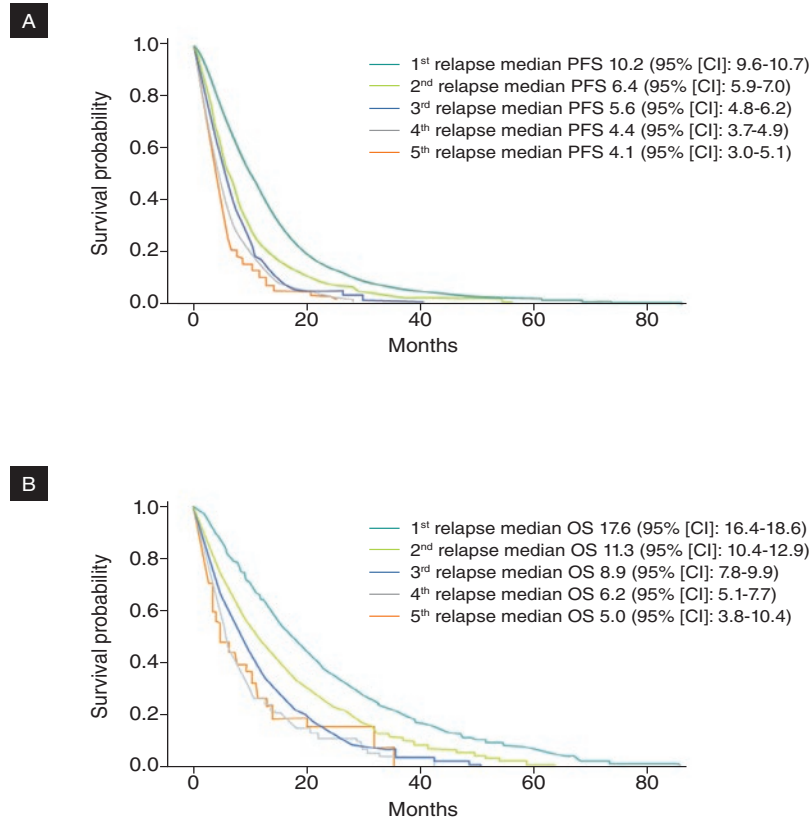 A
1.0
0.8
0.6
0.4
0.2
0.0
Survival probability
1st relapse median PFS 10.2 (95% [CI]: 9.6-10.7)
2nd relapse median PFS 6.4 (95% [CI]: 5.9-7.0)
3rd relapse median PFS 5.6 (95% [CI]: 4.8-6.2)
4th relapse median PFS 4.4 (95% [CI]: 3.7-4.9)
5th relapse median PFS 4.1 (95% [CI]: 3.0-5.1)
0 20 40 60 80
Months
B
1.0
0.8
0.6
0.4
0.2
0.0
Survival probability
1st relapse median OS 17.6 (95% [CI]: 16.4-18.6)
2nd relapse median OS 11.3 (95% [CI]: 10.4-12.9)
3rd relapse median OS 8.9 (95% [CI]: 7.8-9.9)
4th relapse median OS 6.2 (95% [CI]: 5.1-7.7)
5th relapse median OS 5.0 (95% [CI]: 3.8-10.4)
0 20 40 60 80
Months